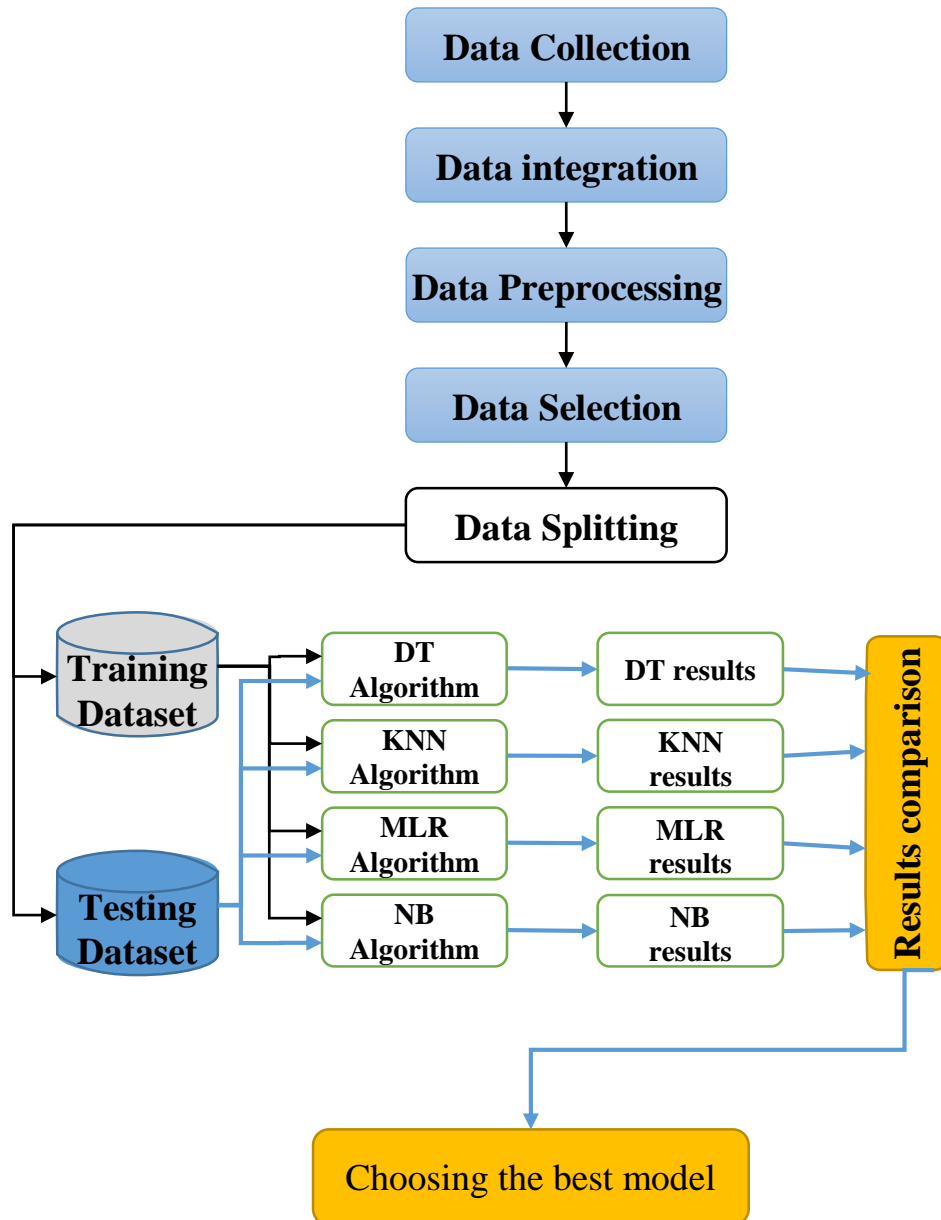 Data Collection
Data integration
Data Preprocessing
Data Selection
Data Splitting
Training
Dataset
DT
Algorithm
DT results
KNN
Algorithm
KNN
results
MLR
Algorithm
MLR
results
Testing
Dataset
NB
Algorithm
NB
results
Results comparison
Choosing the best model